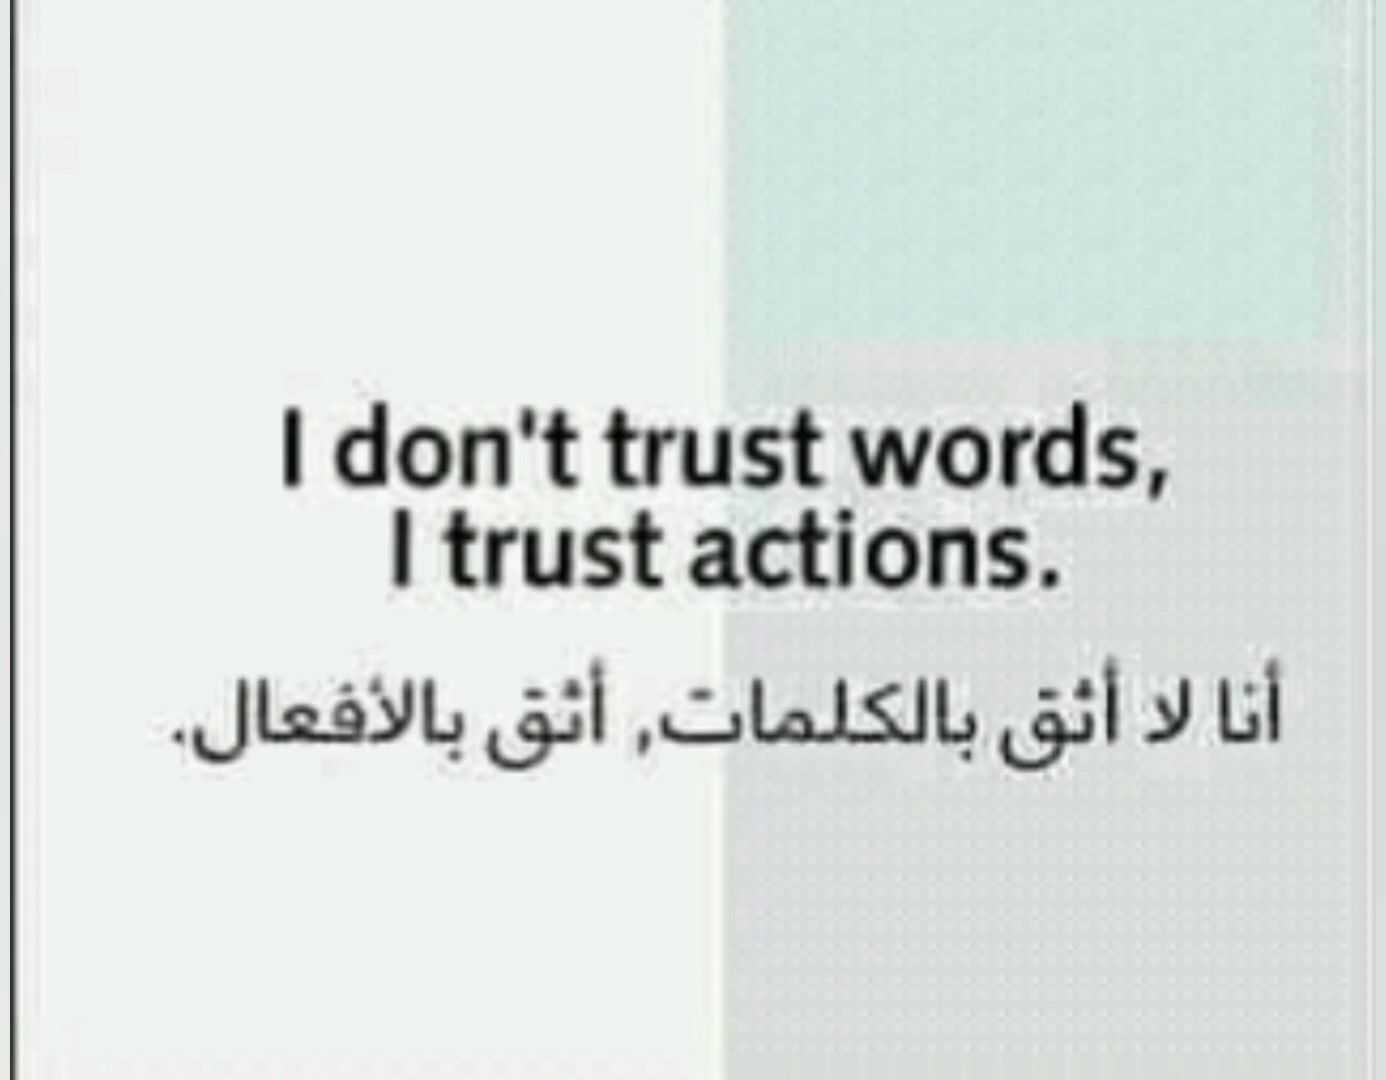 I don't trust words,
I trust actions.
أنا لا أثق بالكلمات, أثق بالأفعال.